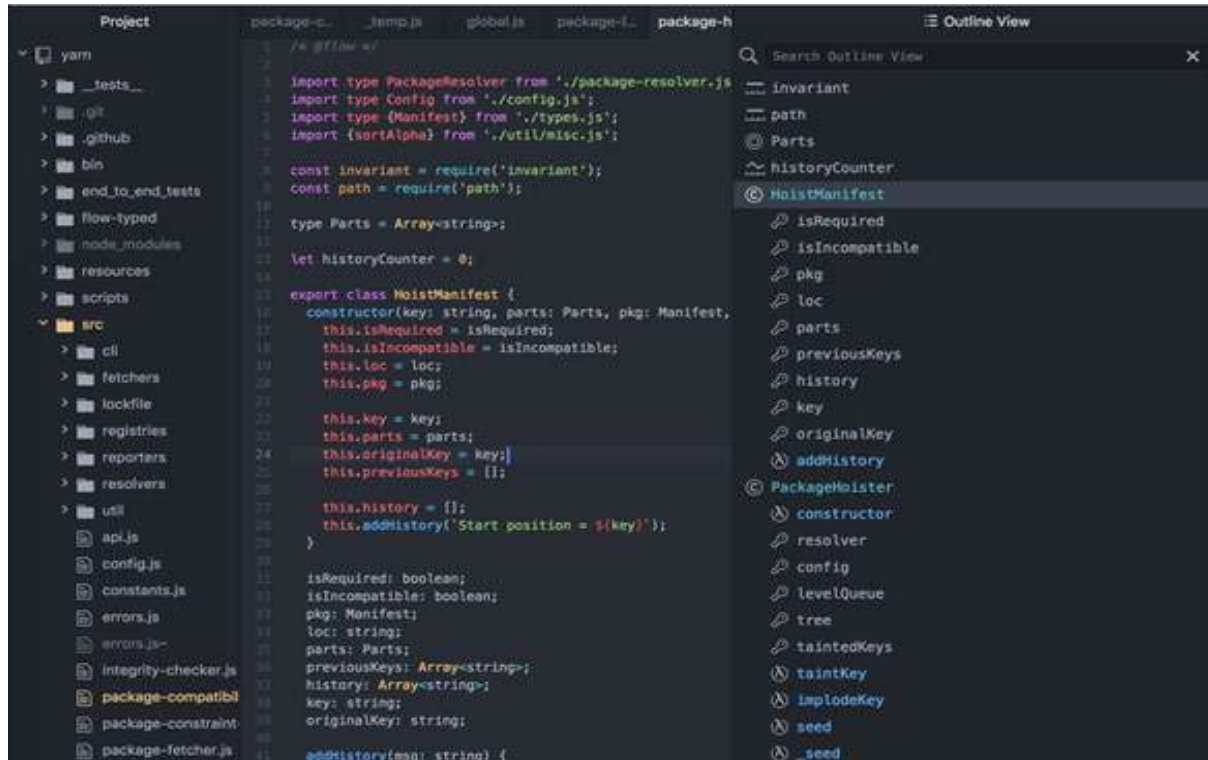 Project
yarn
__tests__
.git
.github
bin
end_to_end_tests
flow-typed
node_modules
resources
scripts
src
cli
fetchers
lockfile
registries
reporters
resolvers
util
api.js
config.js
constants.js
errors.js
errors.js~
integrity-checker.js
package-compatibil
package-constraint
package-fetcher.js
package-c... _temp.js global.js package-l... package-h
/* @flow */
import type PackageResolver from './package-resolver.js
import type Config from './config.js';
import type {Manifest} from './types.js';
import {sortAlpha} from './util/misc.js';
const invariant = require('invariant');
const path = require('path');
type Parts = Array<string>;
let historyCounter = 0;
export class HoistManifest {
constructor(key: string, parts: Parts, pkg: Manifest,
this.isRequired = isRequired;
this.isIncompatible = isIncompatible;
this.loc = loc;
this.pkg = pkg;
this.key = key;
this.parts = parts;
24 this.originalKey = key;
this.previousKeys = [];
this.history = [];
this.addHistory(`Start position = ${key}`);
}
isRequired: boolean;
isIncompatible: boolean;
pkg: Manifest;
loc: string;
parts: Parts;
previousKeys: Array<string>;
history: Array<string>;
key: string;
originalKey: string;
addHistory(msg: string) {
Outline View
Search Outline View
invariant
path
Parts
historyCounter
HoistManifest
isRequired
isIncompatible
pkg
loc
parts
previousKeys
history
key
originalKey
addHistory
PackageHoister
constructor
resolver
config
levelQueue
tree
taintedKeys
taintKey
implodeKey
seed
_seed